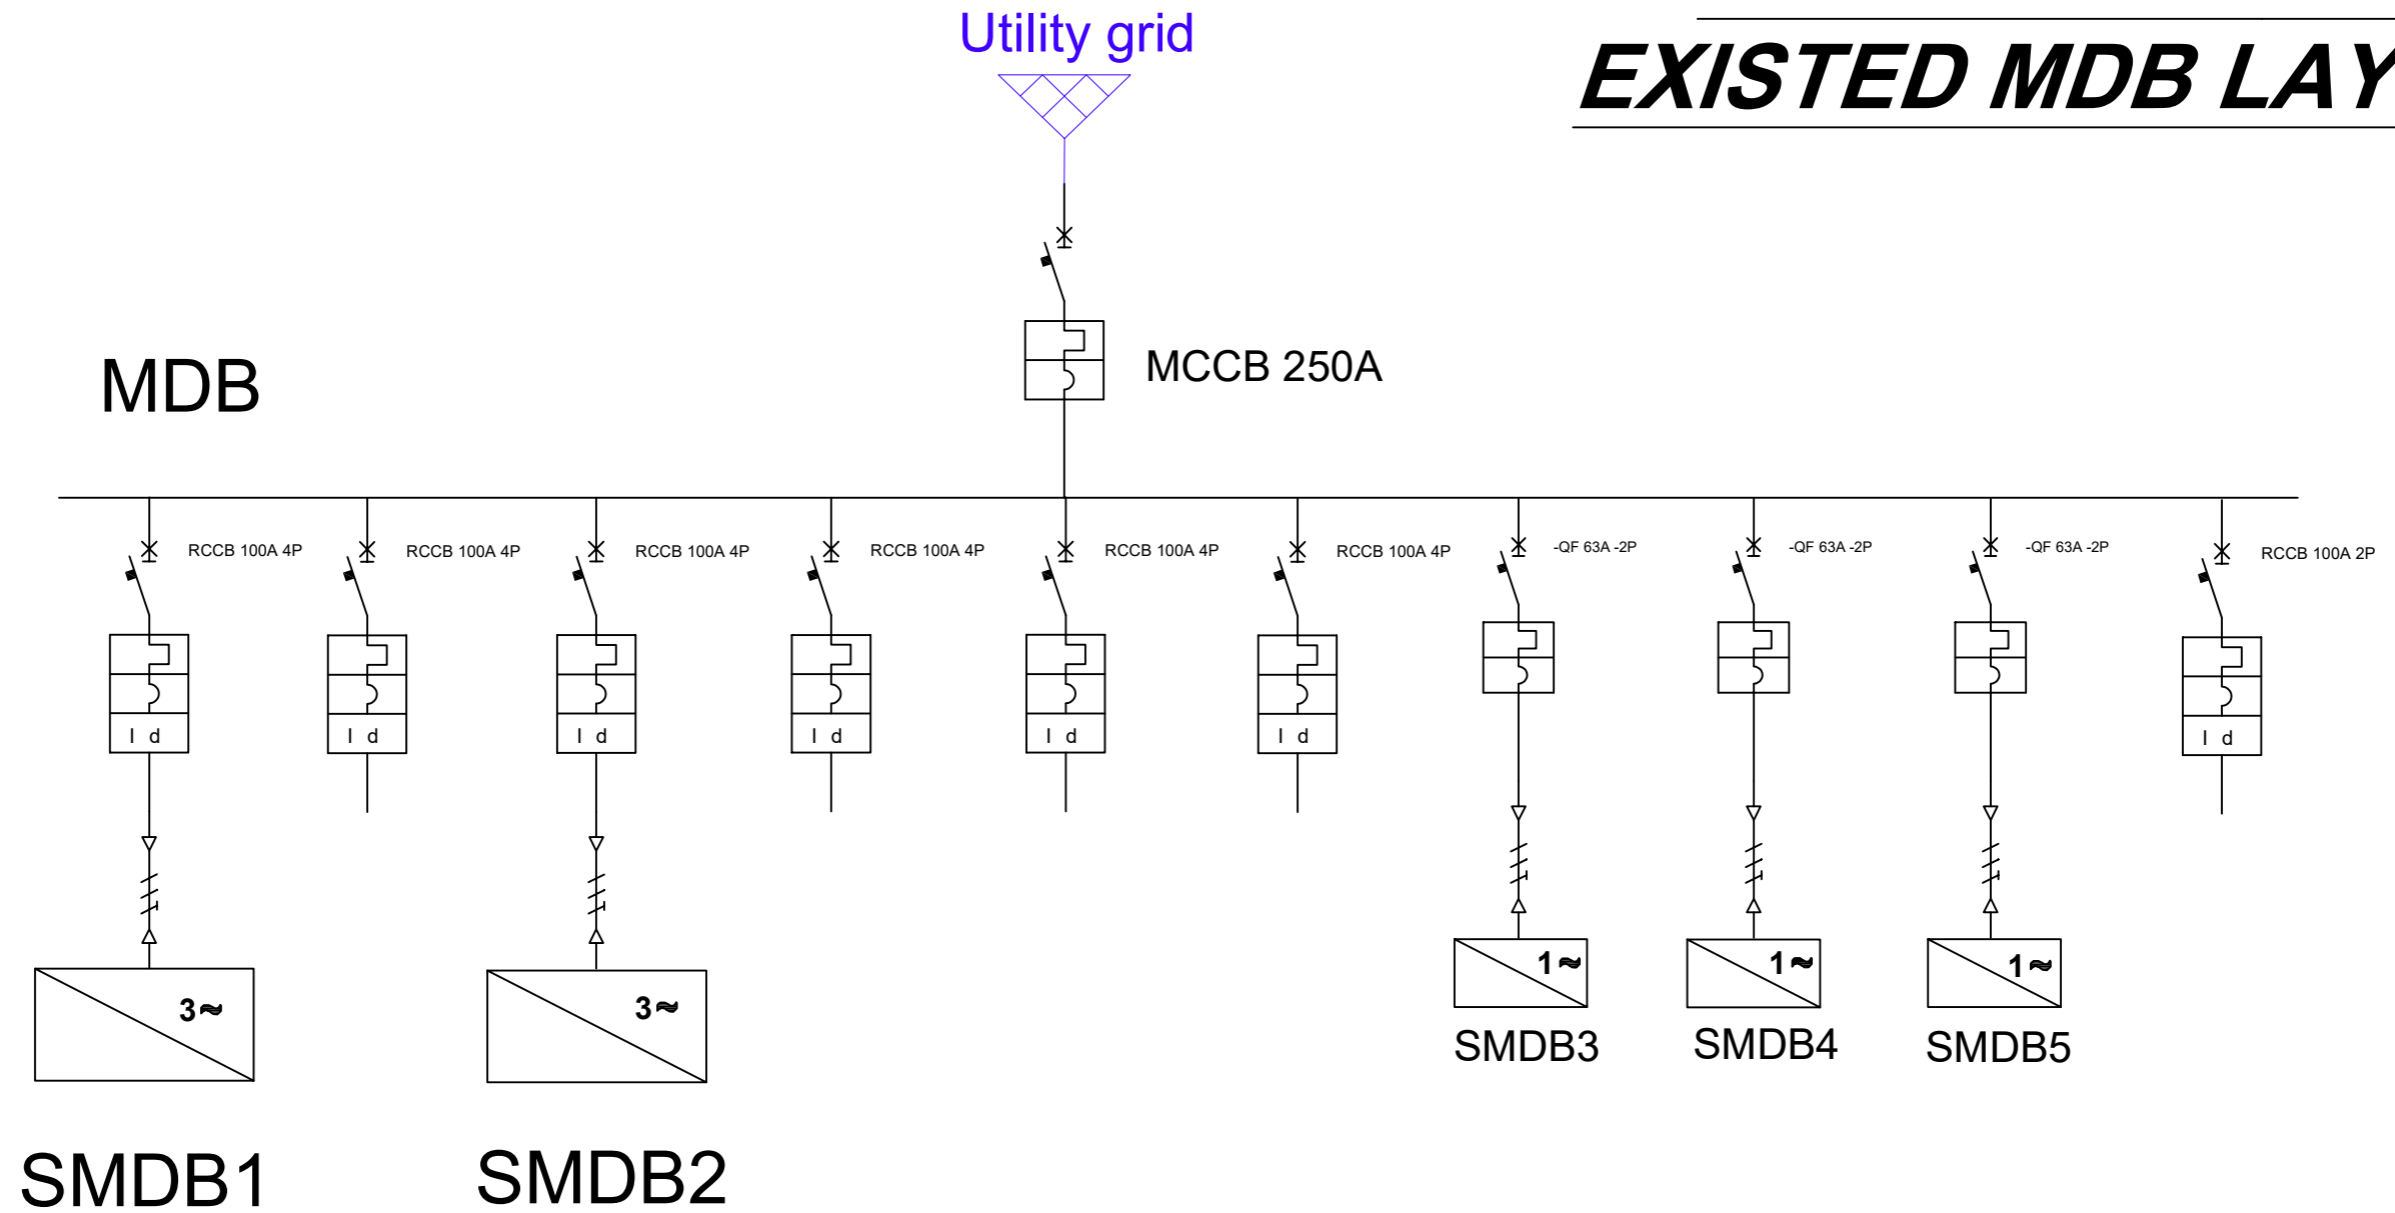 Utility grid
EXISTED MDB LAY
MCCB 250A
MDB
RCCB 100A 4P
RCCB 100A 4P
RCCB 100A 4P
RCCB 100A 4P
RCCB 100A 4P
RCCB 100A 4P
-QF 63A -2P
-QF 63A -2P
-QF 63A -2P
RCCB 100A 2P
I d
I d
I d
I d
I d
I d
I d
3≈
3≈
1≈
1≈
1≈
SMDB3
SMDB4
SMDB5
SMDB1
SMDB2